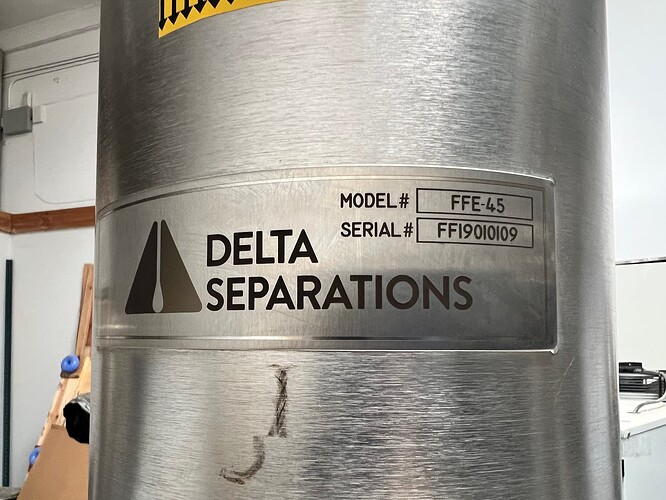 MODEL# FFE-45
SERIAL# FF19010109
DELTA
SEPARATIONS